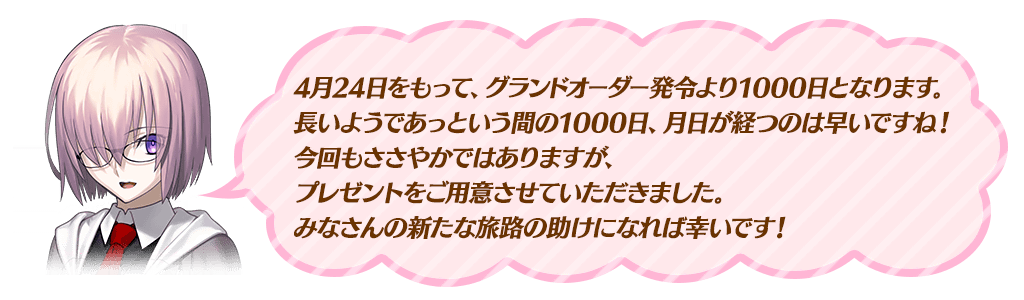 4月24日をもって、グランドオーダー発令より1000日となります。
長いようであっという間の1000日、月日が経つのは早いですね！
今回もささやかではありますが、
プレゼントをご用意させていただきました。
みなさんの新たな旅路の助けになれば幸いです！